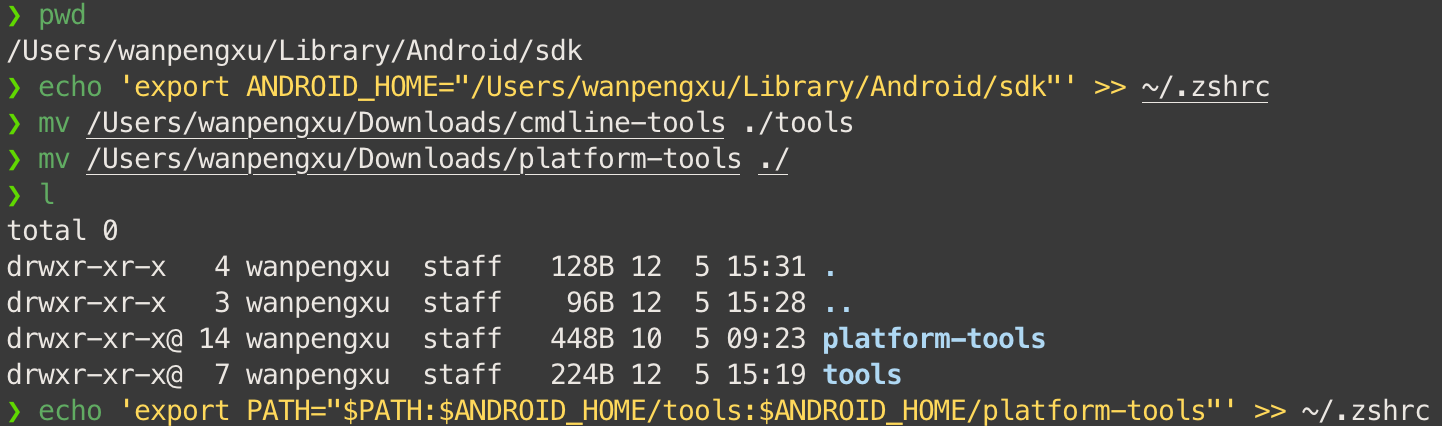 ❯ pwd
/Users/wanpengxu/Library/Android/sdk
❯ echo 'export ANDROID_HOME="/Users/wanpengxu/Library/Android/sdk"' >> ~/.zshrc
❯ mv /Users/wanpengxu/Downloads/cmdline-tools ./tools
❯ mv /Users/wanpengxu/Downloads/platform-tools ./
❯ l
total 0
drwxr-xr-x   4 wanpengxu  staff   128B 12  5 15:31 .
drwxr-xr-x   3 wanpengxu  staff    96B 12  5 15:28 ..
drwxr-xr-x@ 14 wanpengxu  staff   448B 10  5 09:23 platform-tools
drwxr-xr-x@  7 wanpengxu  staff   224B 12  5 15:19 tools
❯ echo 'export PATH="$PATH:$ANDROID_HOME/tools:$ANDROID_HOME/platform-tools"' >> ~/.zshrc